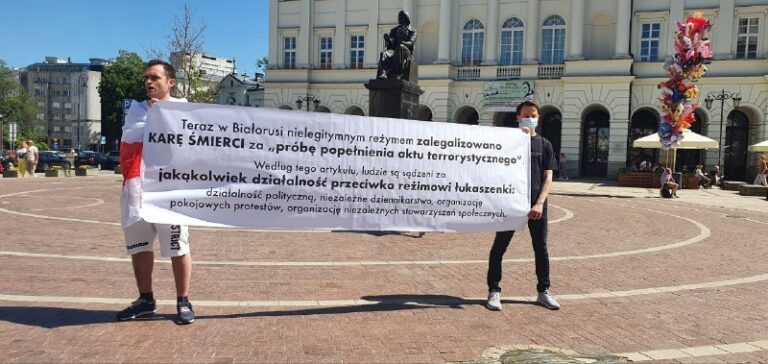 Teraz w Białorusi nielegitymnym reżymem zalegalizowano
KARĘ ŚMIERCI za „próbę popełnienia aktu terrorystycznego”.
Według tego artykułu, ludzie są sądzeni za
jakąkolwiek działalność przeciwko reżimowi łukaszenki:
działalność polityczną, niezależne dziennikarstwo, organizację
pokojowych protestów, organizację niezależnych stowarzyszeń społecznych.
STRACT